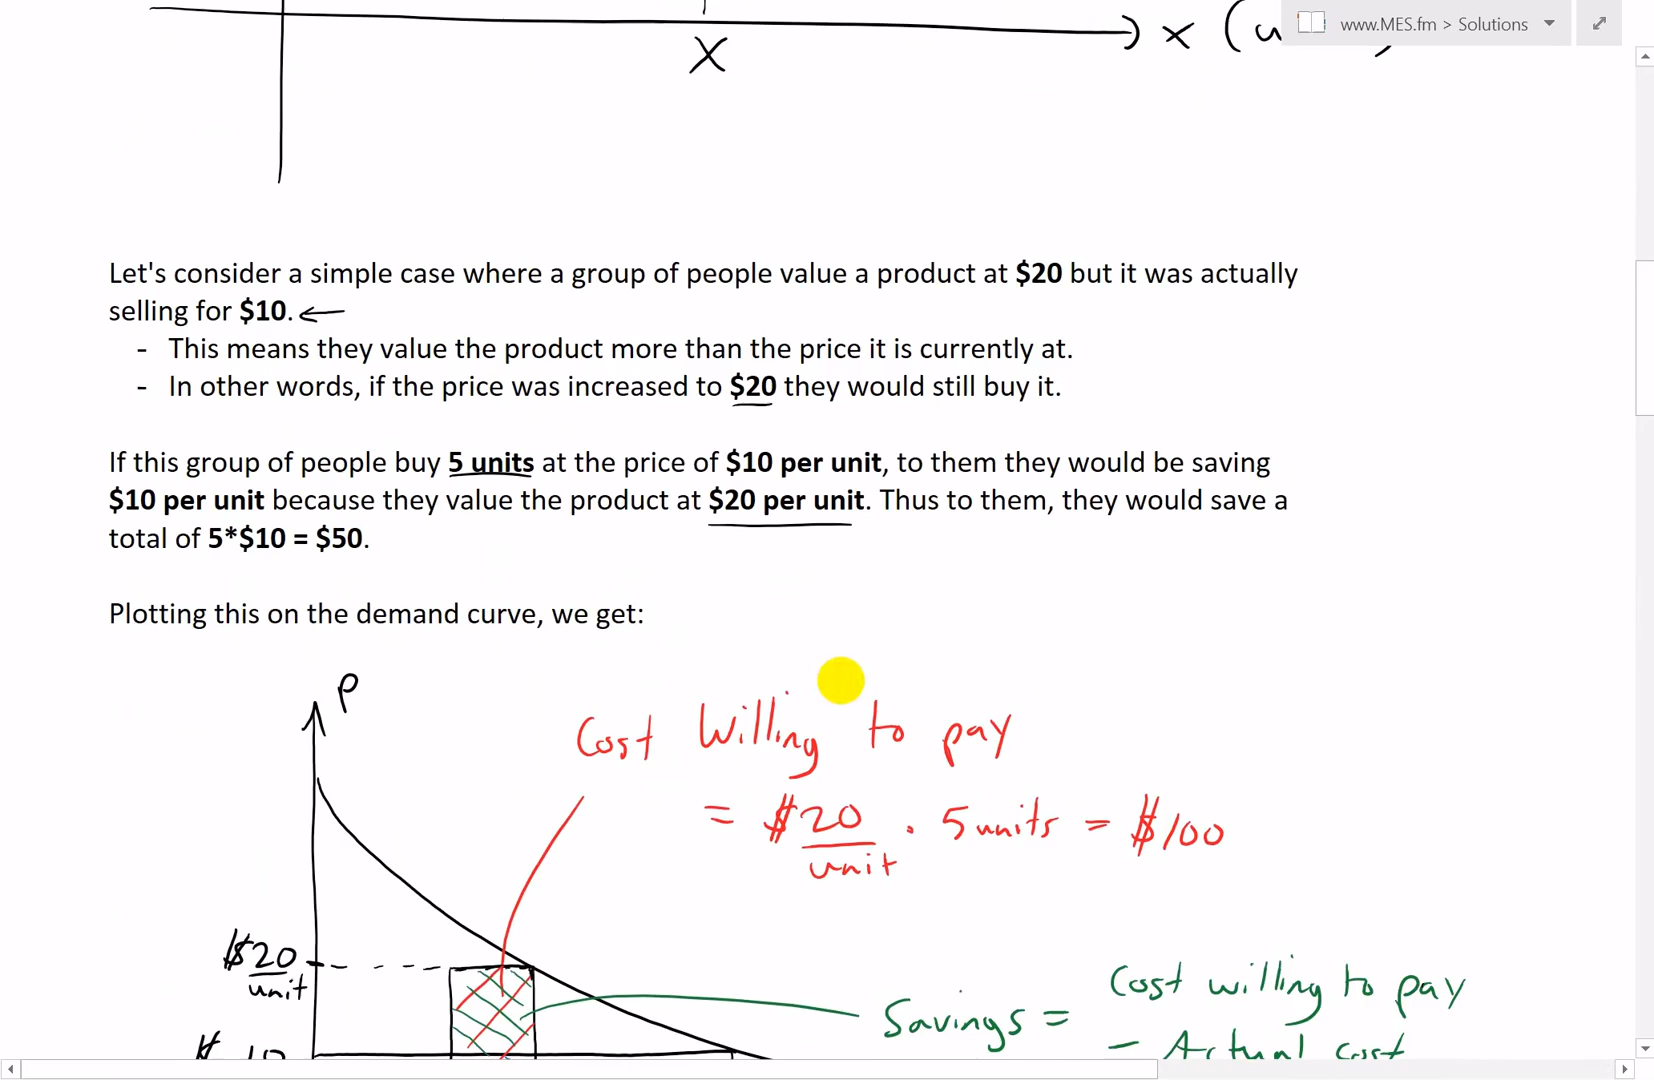 www.MES.fm > Solutions
x (
X
Let's consider a simple case where a group of people value a product at $20 but it was actually
selling for $10. ←
- This means they value the product more than the price it is currently at.
- In other words, if the price was increased to $20 they would still buy it.
If this group of people buy 5 units at the price of $10 per unit, to them they would be saving
$10 per unit because they value the product at $20 per unit. Thus to them, they would save a
total of 5*$10 = $50.
Plotting this on the demand curve, we get:
P
Cost willing to pay
= $20/unit · 5 units = $100
$20
unit
Cost willing to pay
Savings =
- Actual cost